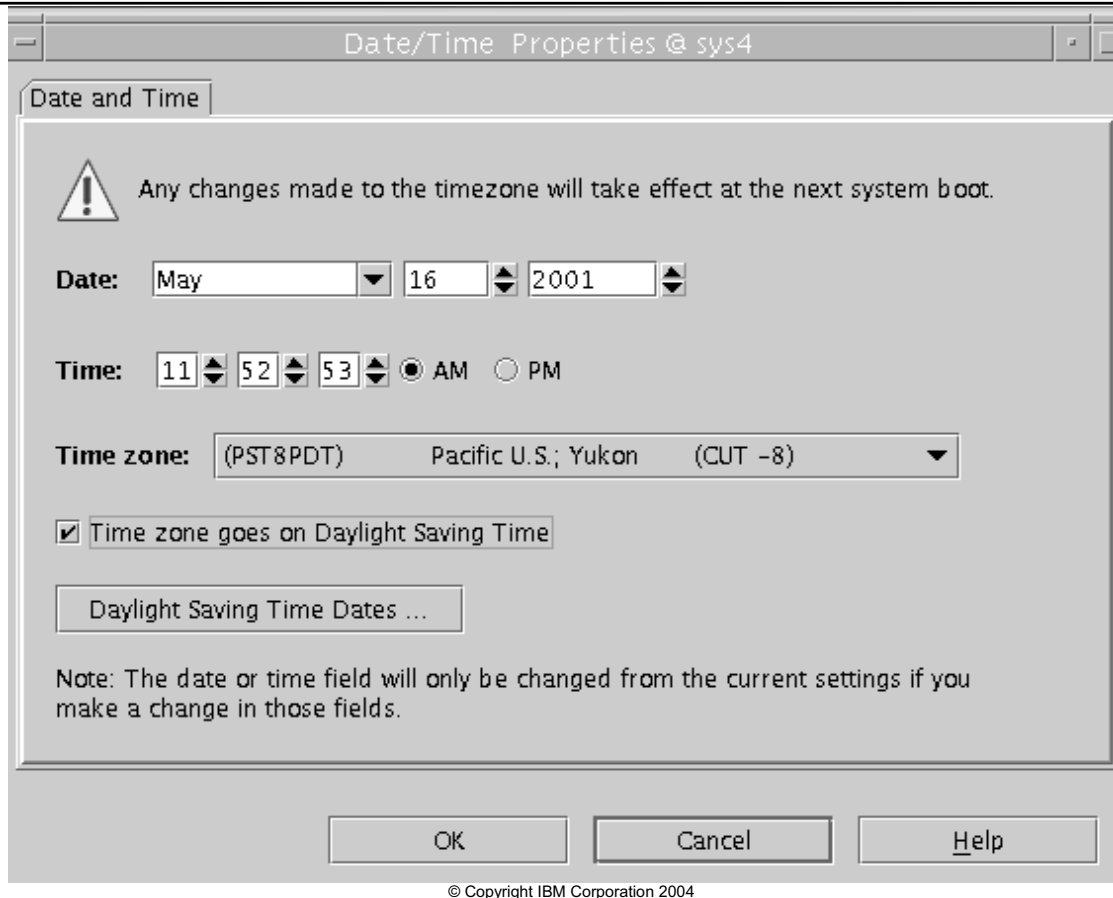 Date/Time Properties @ sys4
Date and Time
Any changes made to the timezone will take effect at the next system boot.
Date: May 16 2001
Time: 11 52 53 AM PM
Time zone: (PST8PDT) Pacific U.S.; Yukon (CUT -8)
Time zone goes on Daylight Saving Time
Daylight Saving Time Dates ...
Note: The date or time field will only be changed from the current settings if you
make a change in those fields.
OK Cancel Help
© Copyright IBM Corporation 2004